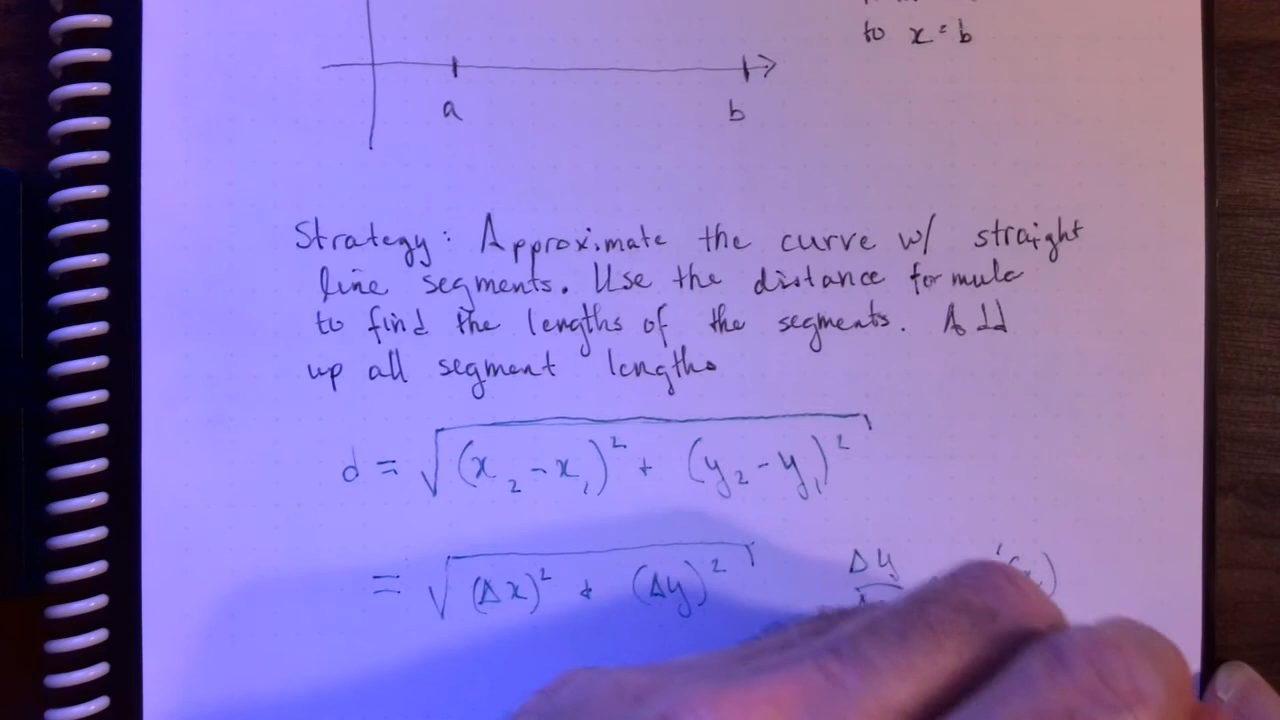 to x = b
a b
Strategy: Approximate the curve w/ straight
line segments. Use the distance formula
to find the lengths of the segments. Add
up all segment lengths
d = √((x₂ - x₁)² + (y₂ - y₁)²)
= √((Δx)² + (Δy)²) Δy